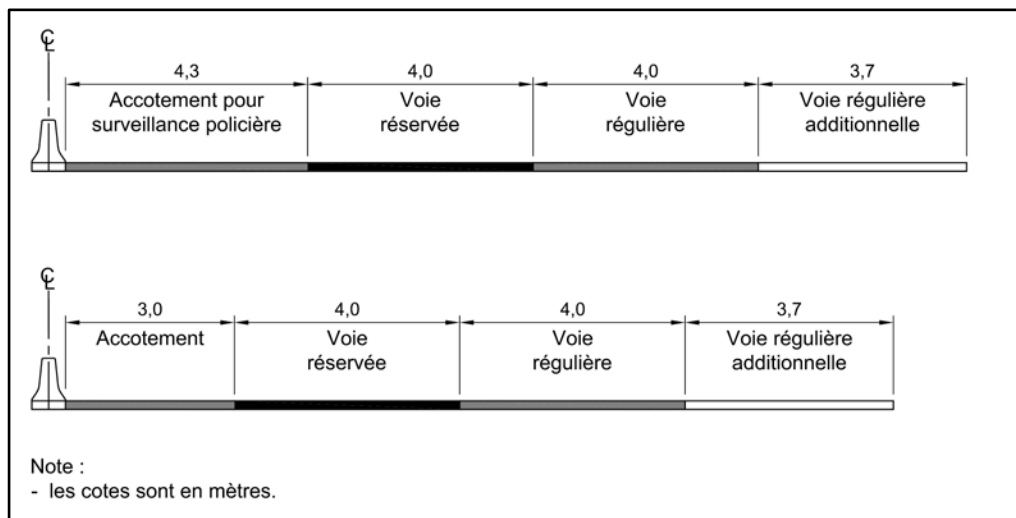 ℄
4,3 4,0 4,0 3,7
Accotement pour Voie Voie Voie régulière
surveillance policière réservée régulière additionnelle
℄
3,0 4,0 4,0 3,7
Accotement Voie Voie Voie régulière
réservée régulière additionnelle
Note :
- les cotes sont en mètres.